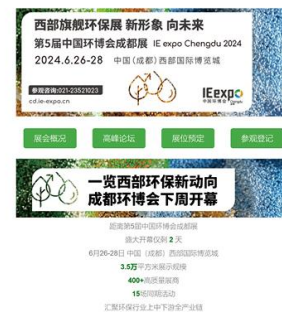 西部旗舰环保展 新形象 向未来
第5届中国环博会成都展 IE expo Chengdu 2024
2024.6.26-28 中国（成都）西部国际博览城
参观咨询:021-23521023
cd.ie-expo.cn
IEexpo
中国环博会
Chengdu
展会概况 高峰论坛 展位预定 参观登记
一览西部环保新动向
成都环博会下周开幕
距离第5届中国环博会成都展
盛大开幕仅剩 2 天
6月26-28日 中国（成都）西部国际博览城
3.5万平方米展示规模
400+高质量展商
15场同期活动
汇聚环保行业上中下游全产业链